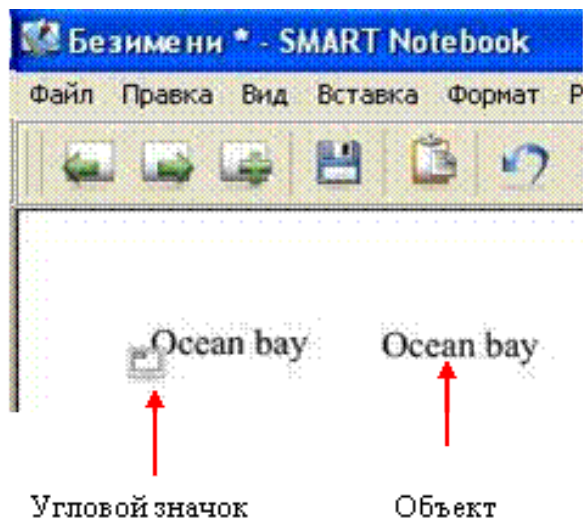 Безимени * - SMART Notebook
Файл Правка Вид Вставка Формат Р
Ocean bay Ocean bay
Угловой значок Объект